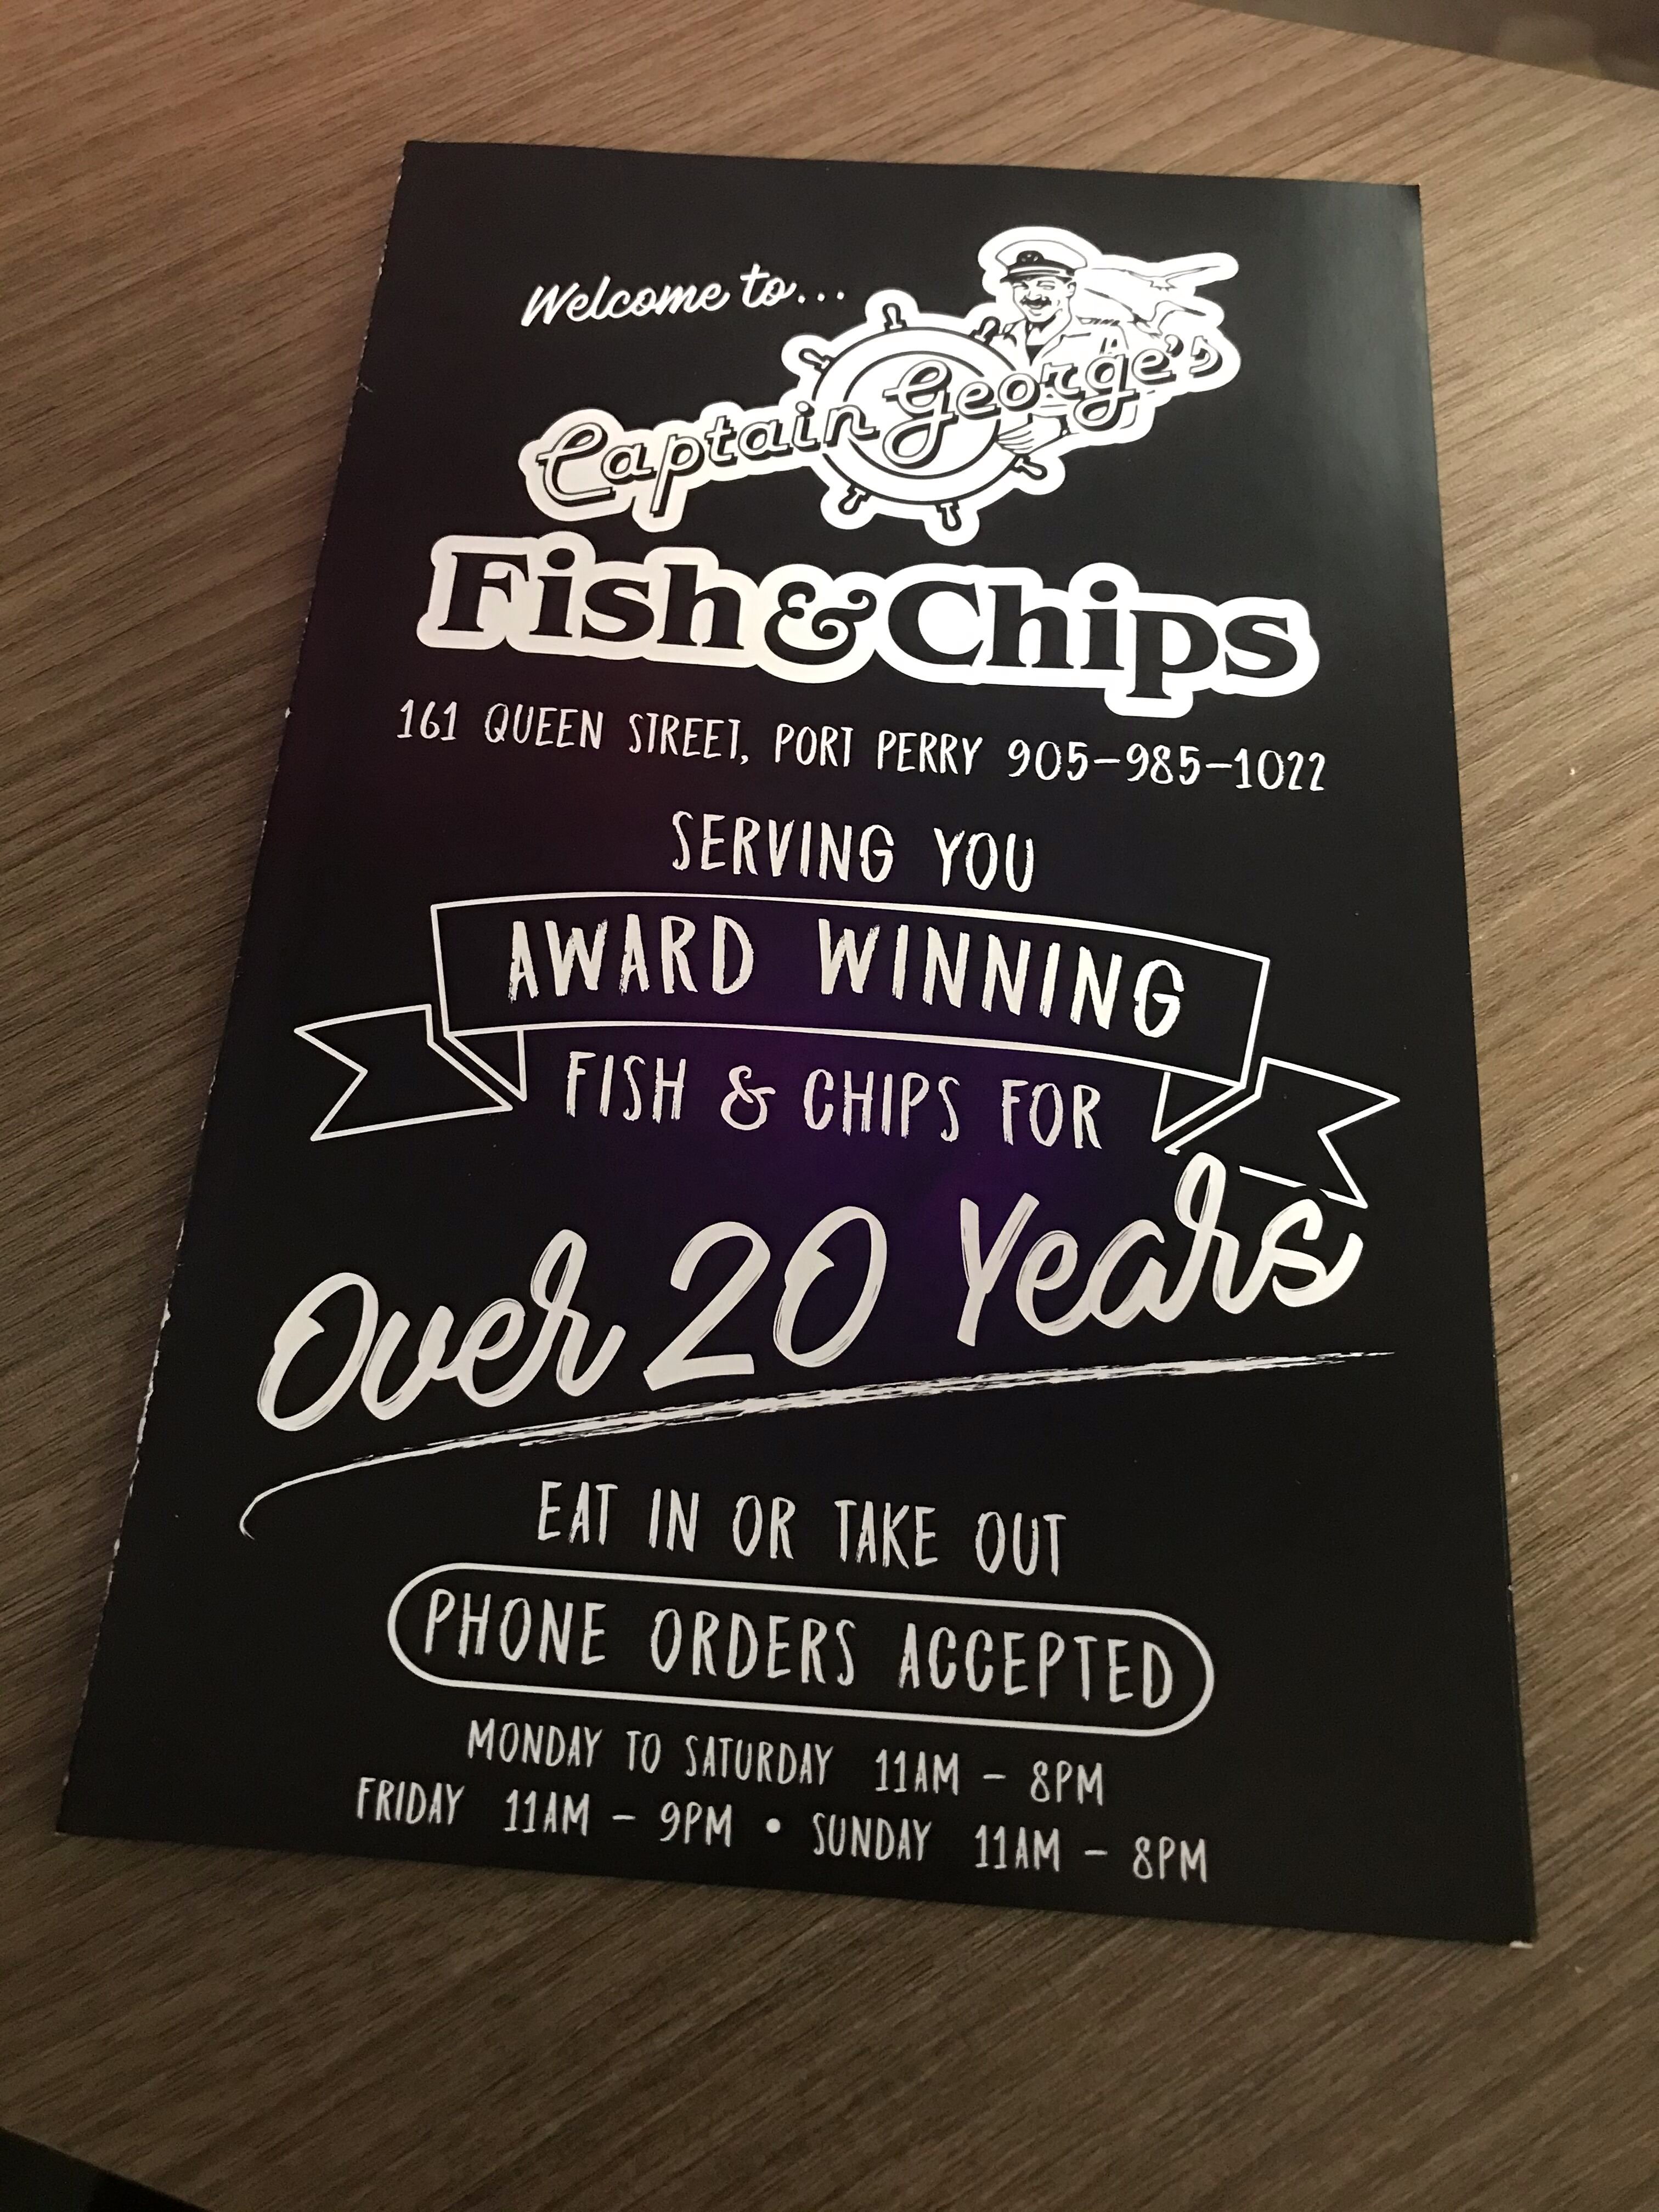 Welcome to...
Captain George's
Fish & Chips
161 QUEEN STREET, PORT PERRY 905-985-1022
SERVING YOU
AWARD WINNING
FISH & CHIPS FOR
Over 20 Years
EAT IN OR TAKE OUT
PHONE ORDERS ACCEPTED
MONDAY TO SATURDAY 11AM - 8PM
FRIDAY 11AM - 9PM • SUNDAY 11AM - 8PM